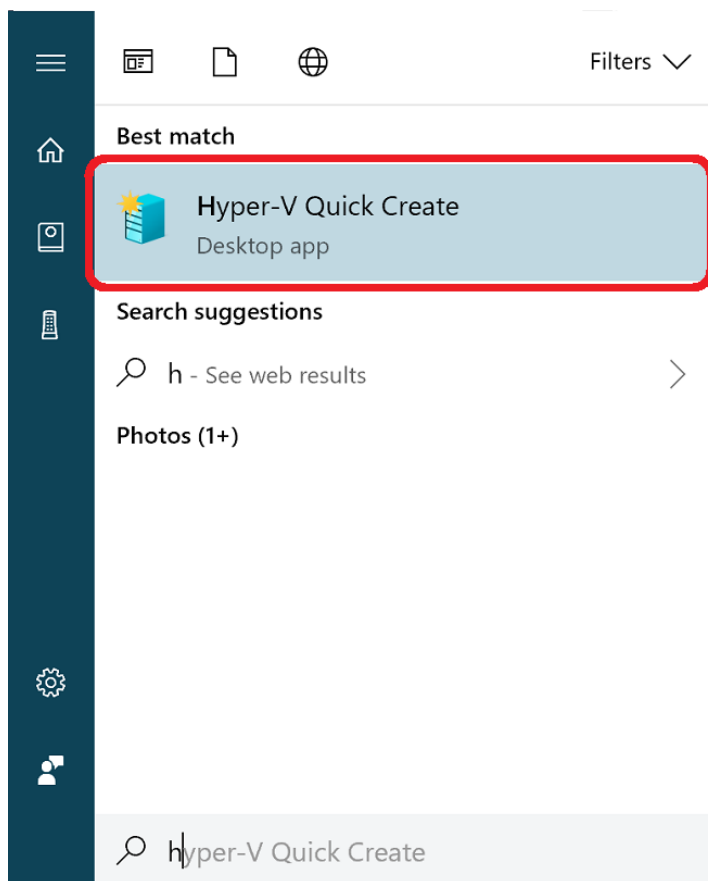 Filters
Best match
Hyper-V Quick Create
Desktop app
Search suggestions
h - See web results
Photos (1+)
hyper-V Quick Create